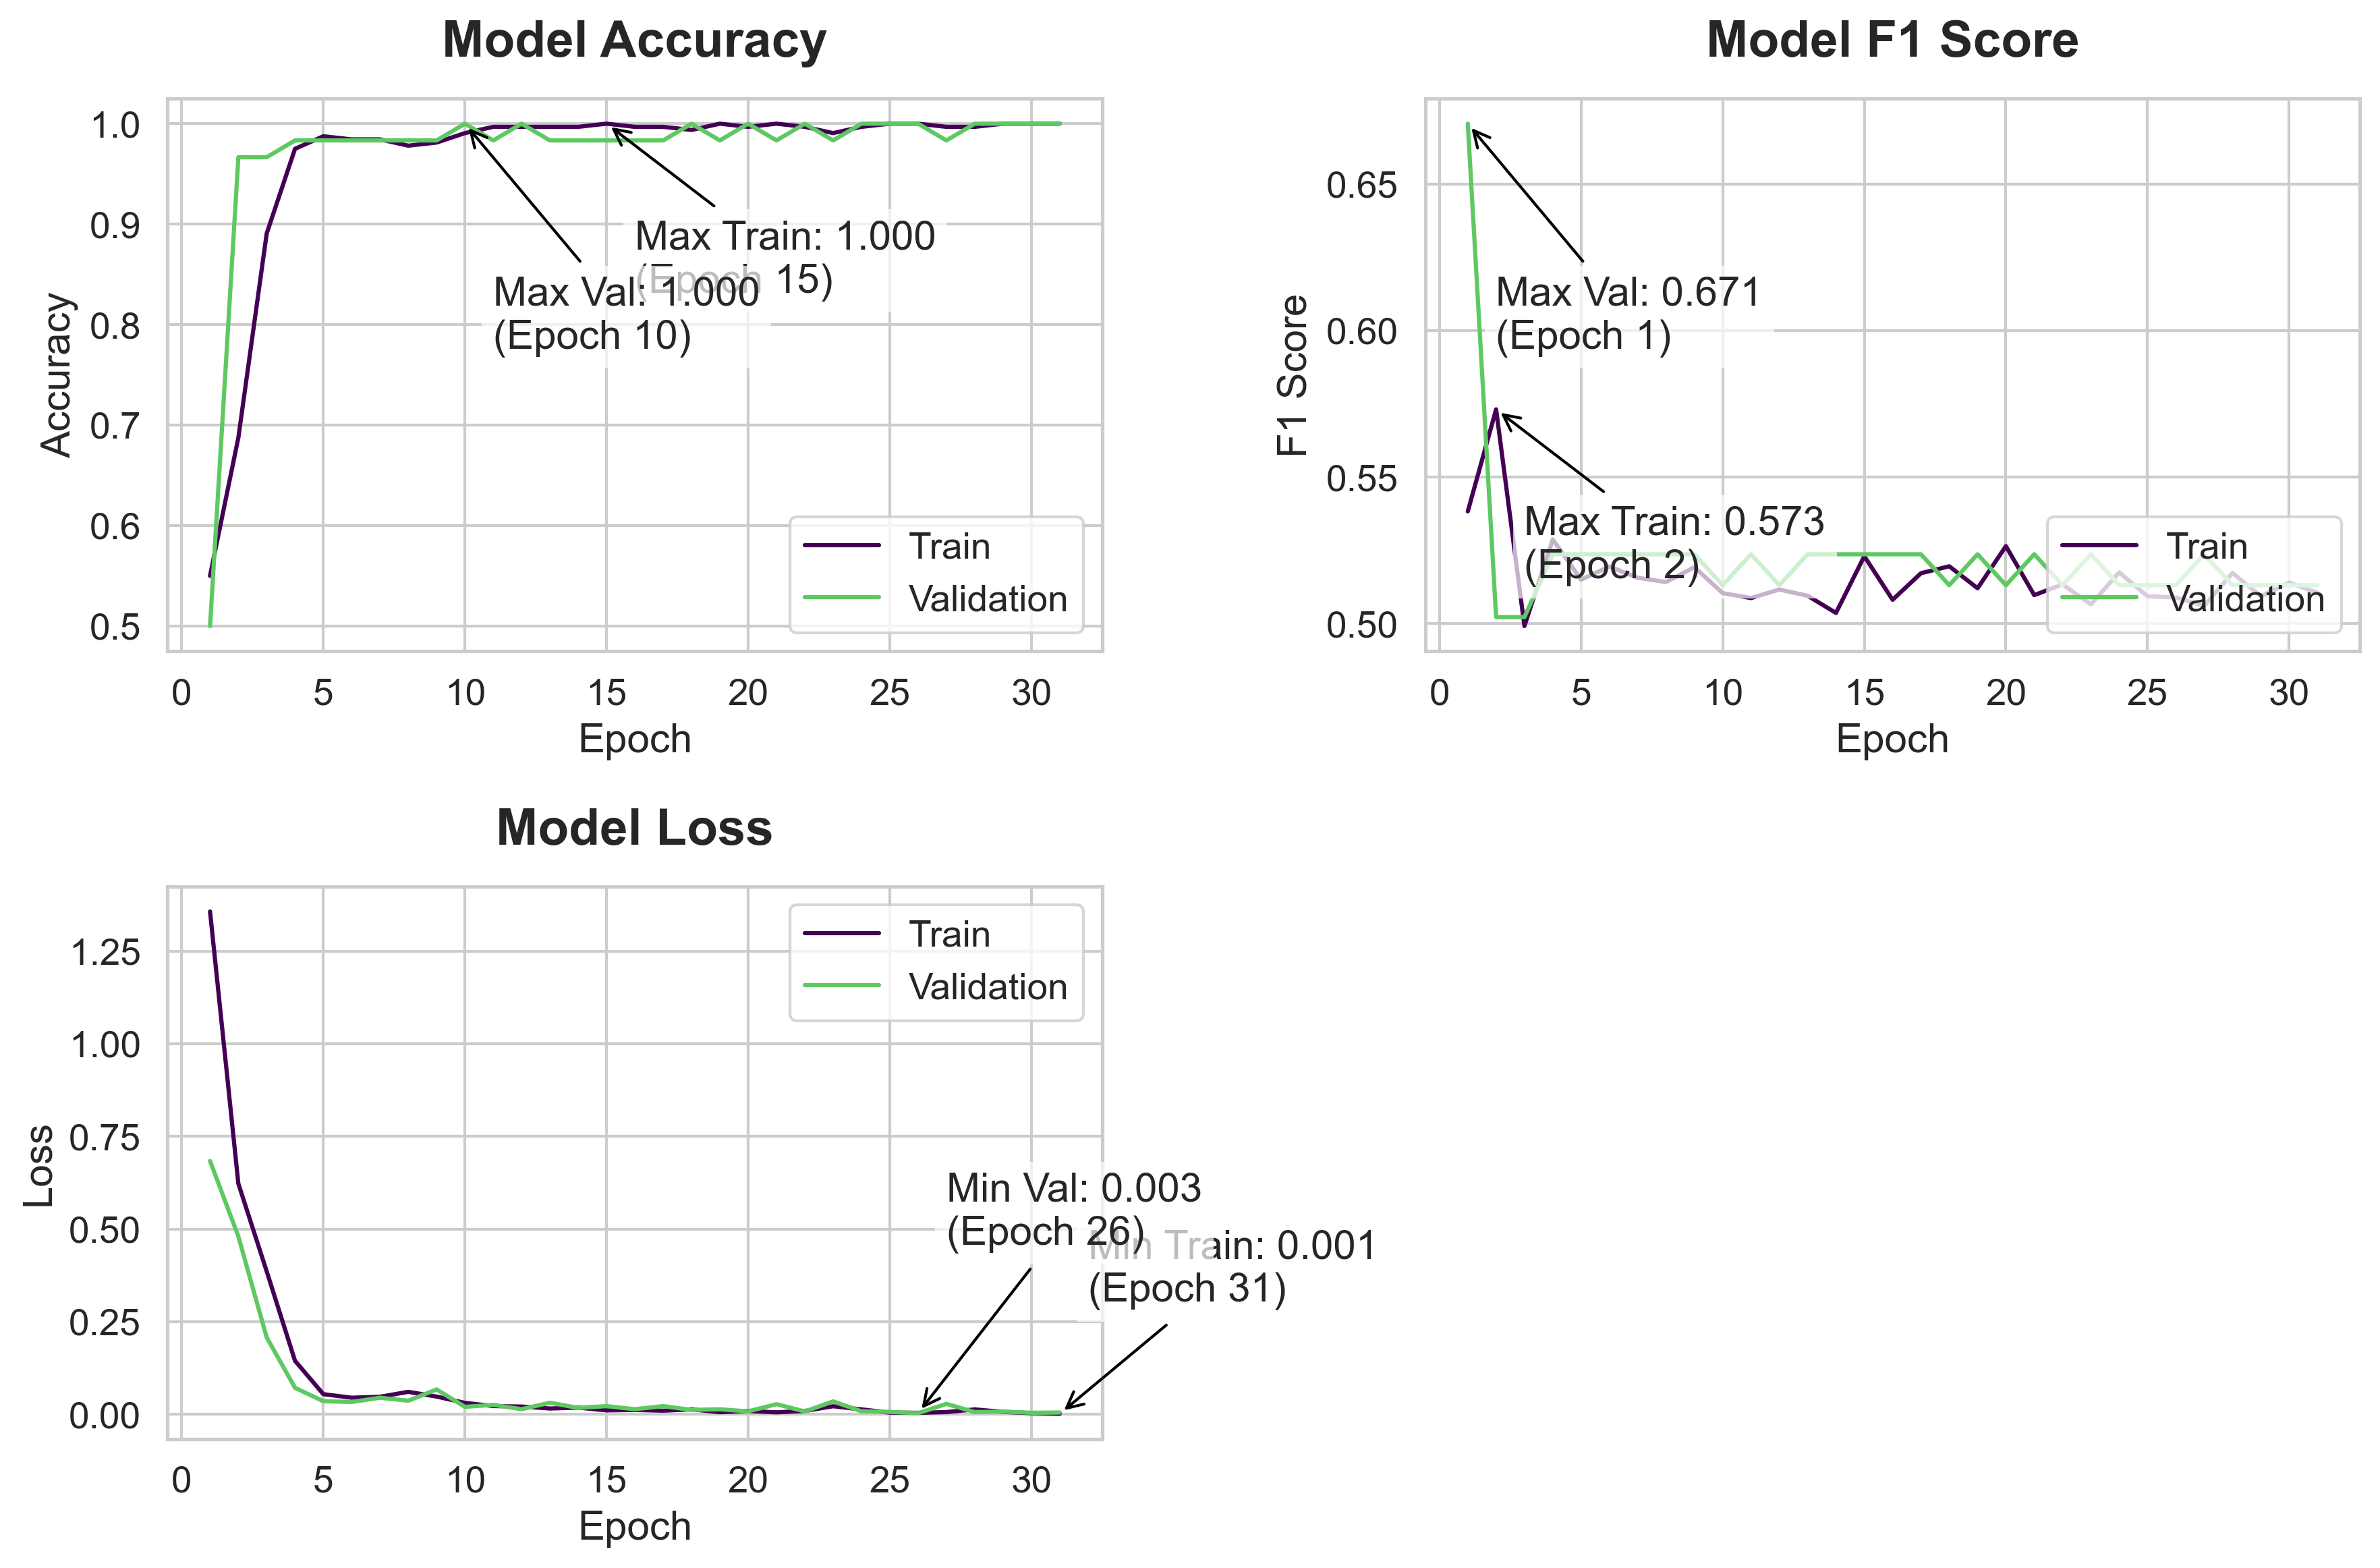 Model Accuracy
1.0
0.9
0.8
0.7
0.6
0.5
Accuracy
Max Train: 1.000
(Epoch 15)
Max Val: 1.000
(Epoch 10)
Train
Validation
0 5 10 15 20 25 30
Epoch
Model F1 Score
0.65
0.60
0.55
0.50
F1 Score
Max Val: 0.671
(Epoch 1)
Max Train: 0.573
(Epoch 2)
Train
Validation
0 5 10 15 20 25 30
Epoch
Model Loss
1.25
1.00
0.75
0.50
0.25
0.00
Loss
Train
Validation
Min Val: 0.003
(Epoch 26)
Min Train: 0.001
(Epoch 31)
0 5 10 15 20 25 30
Epoch